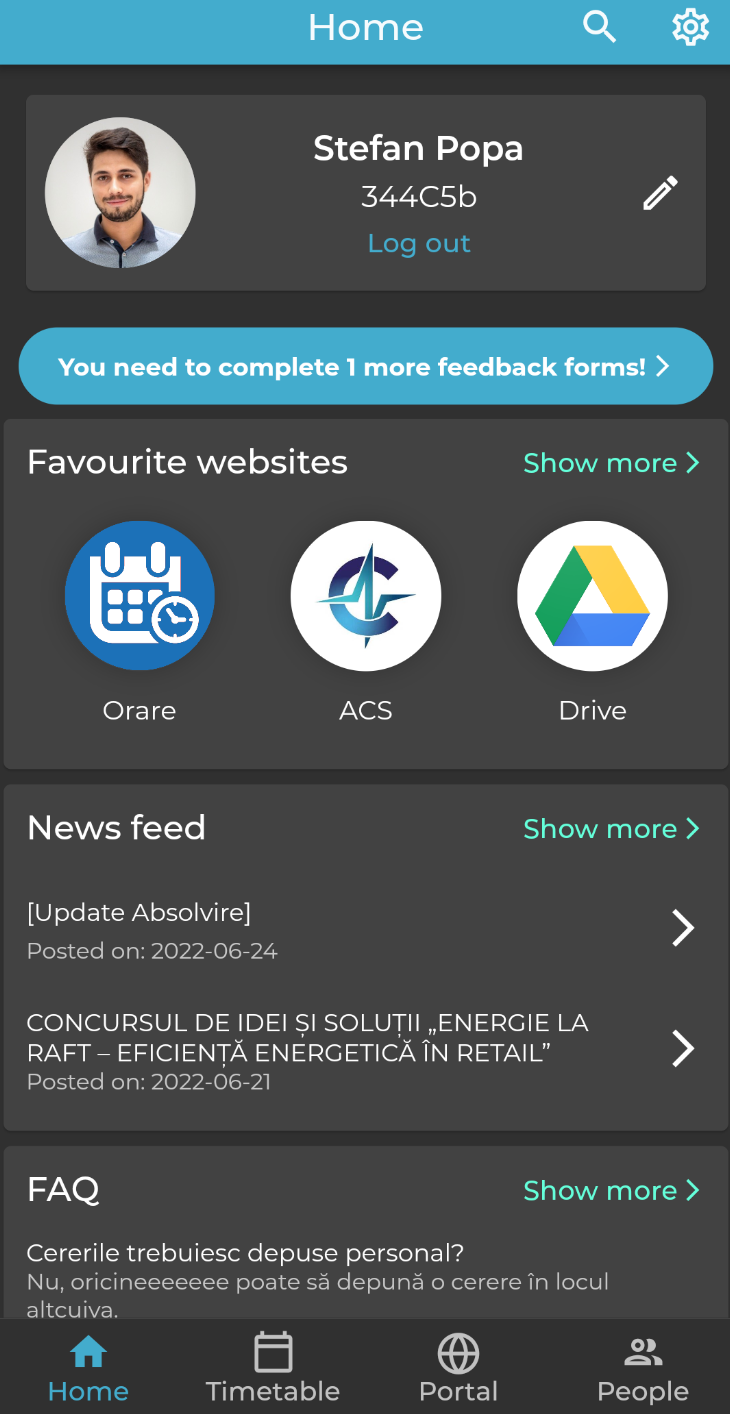 Home
Stefan Popa
344C5b
Log out
You need to complete 1 more feedback forms!
Favourite websites
Show more
Orare
ACS
Drive
News feed
Show more
[Update Absolvire]
Posted on: 2022-06-24
CONCURSUL DE IDEI ȘI SOLUȚII „ENERGIE LA
RAFT – EFICIENȚĂ ENERGETICĂ ÎN RETAIL”
Posted on: 2022-06-21
FAQ
Show more
Cererile trebuiesc depuse personal?
Nu, oricineeeeeee poate să depună o cerere în locul
altcuiva.
Home
Timetable
Portal
People